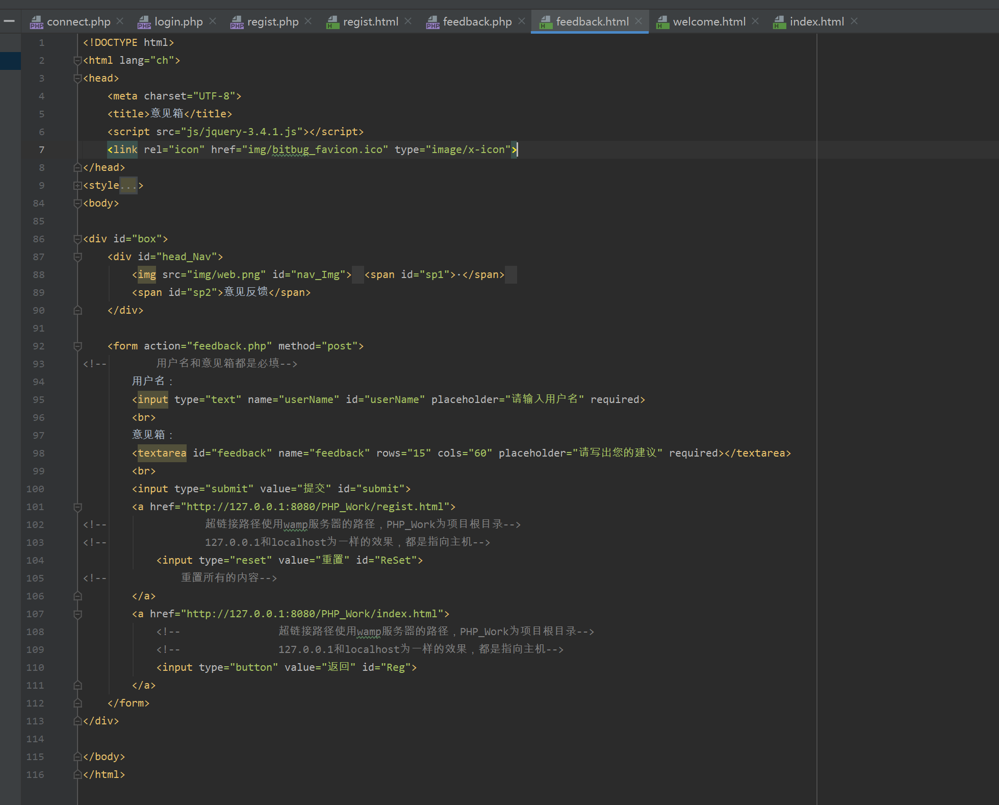 connect.php login.php regist.php regist.html feedback.php feedback.html welcome.html index.html
1 <!DOCTYPE html>
2 <html lang="ch">
3 <head>
4 <meta charset="UTF-8">
5 <title>意见箱</title>
6 <script src="js/jquery-3.4.1.js"></script>
7 <link rel="icon" href="img/bitbug_favicon.ico" type="image/x-icon">
8 </head>
9 <style...>
84 <body>
85
86 <div id="box">
87 <div id="head_Nav">
88 <img src="img/web.png" id="nav_Img"> <span id="sp1">·</span>
89 <span id="sp2">意见反馈</span>
90 </div>
91
92 <form action="feedback.php" method="post">
93 <!-- 用户名和意见箱都是必填-->
94 用户名：
95 <input type="text" name="userName" id="userName" placeholder="请输入用户名" required>
96 <br>
97 意见箱：
98 <textarea id="feedback" name="feedback" rows="15" cols="60" placeholder="请写出您的建议" required></textarea>
99 <br>
100 <input type="submit" value="提交" id="submit">
101 <a href="http://127.0.0.1:8080/PHP_Work/regist.html">
102 <!-- 超链接路径使用wamp服务器的路径，PHP_Work为项目根目录-->
103 <!-- 127.0.0.1和localhost为一样的效果，都是指向主机-->
104 <input type="reset" value="重置" id="ReSet">
105 <!-- 重置所有的内容-->
106 </a>
107 <a href="http://127.0.0.1:8080/PHP_Work/index.html">
108 <!-- 超链接路径使用wamp服务器的路径，PHP_Work为项目根目录-->
109 <!-- 127.0.0.1和localhost为一样的效果，都是指向主机-->
110 <input type="button" value="返回" id="Reg">
111 </a>
112 </form>
113 </div>
114
115 </body>
116 </html>